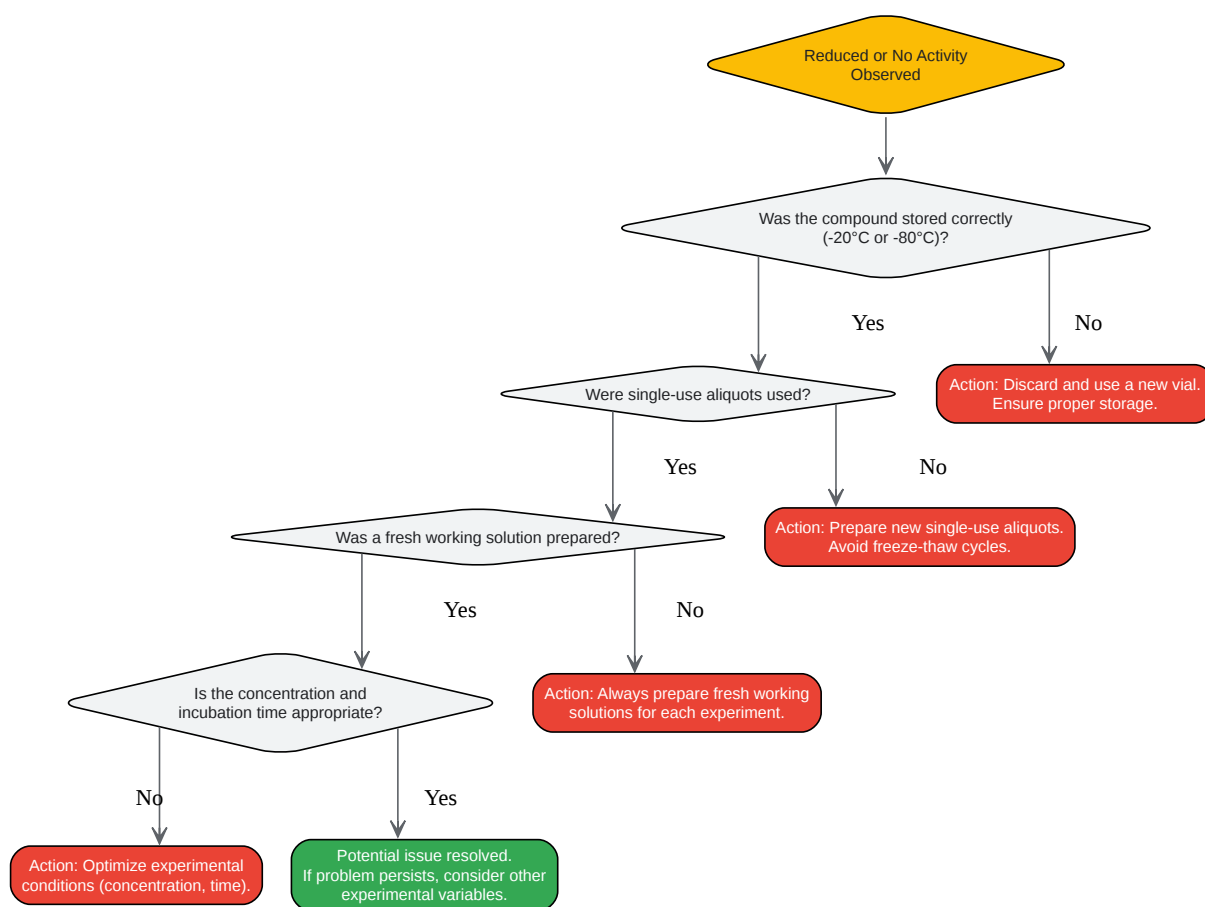 Reduced or No Activity
Observed
Was the compound stored correctly
(-20°C or -80°C)?
Yes
No
Action: Discard and use a new vial.
Ensure proper storage.
Were single-use aliquots used?
Yes
No
Action: Prepare new single-use aliquots.
Avoid freeze-thaw cycles.
Was a fresh working solution prepared?
Yes
No
Action: Always prepare fresh working
solutions for each experiment.
Is the concentration and
incubation time appropriate?
No
Yes
Action: Optimize experimental
conditions (concentration, time).
Potential issue resolved.
If problem persists, consider other
experimental variables.